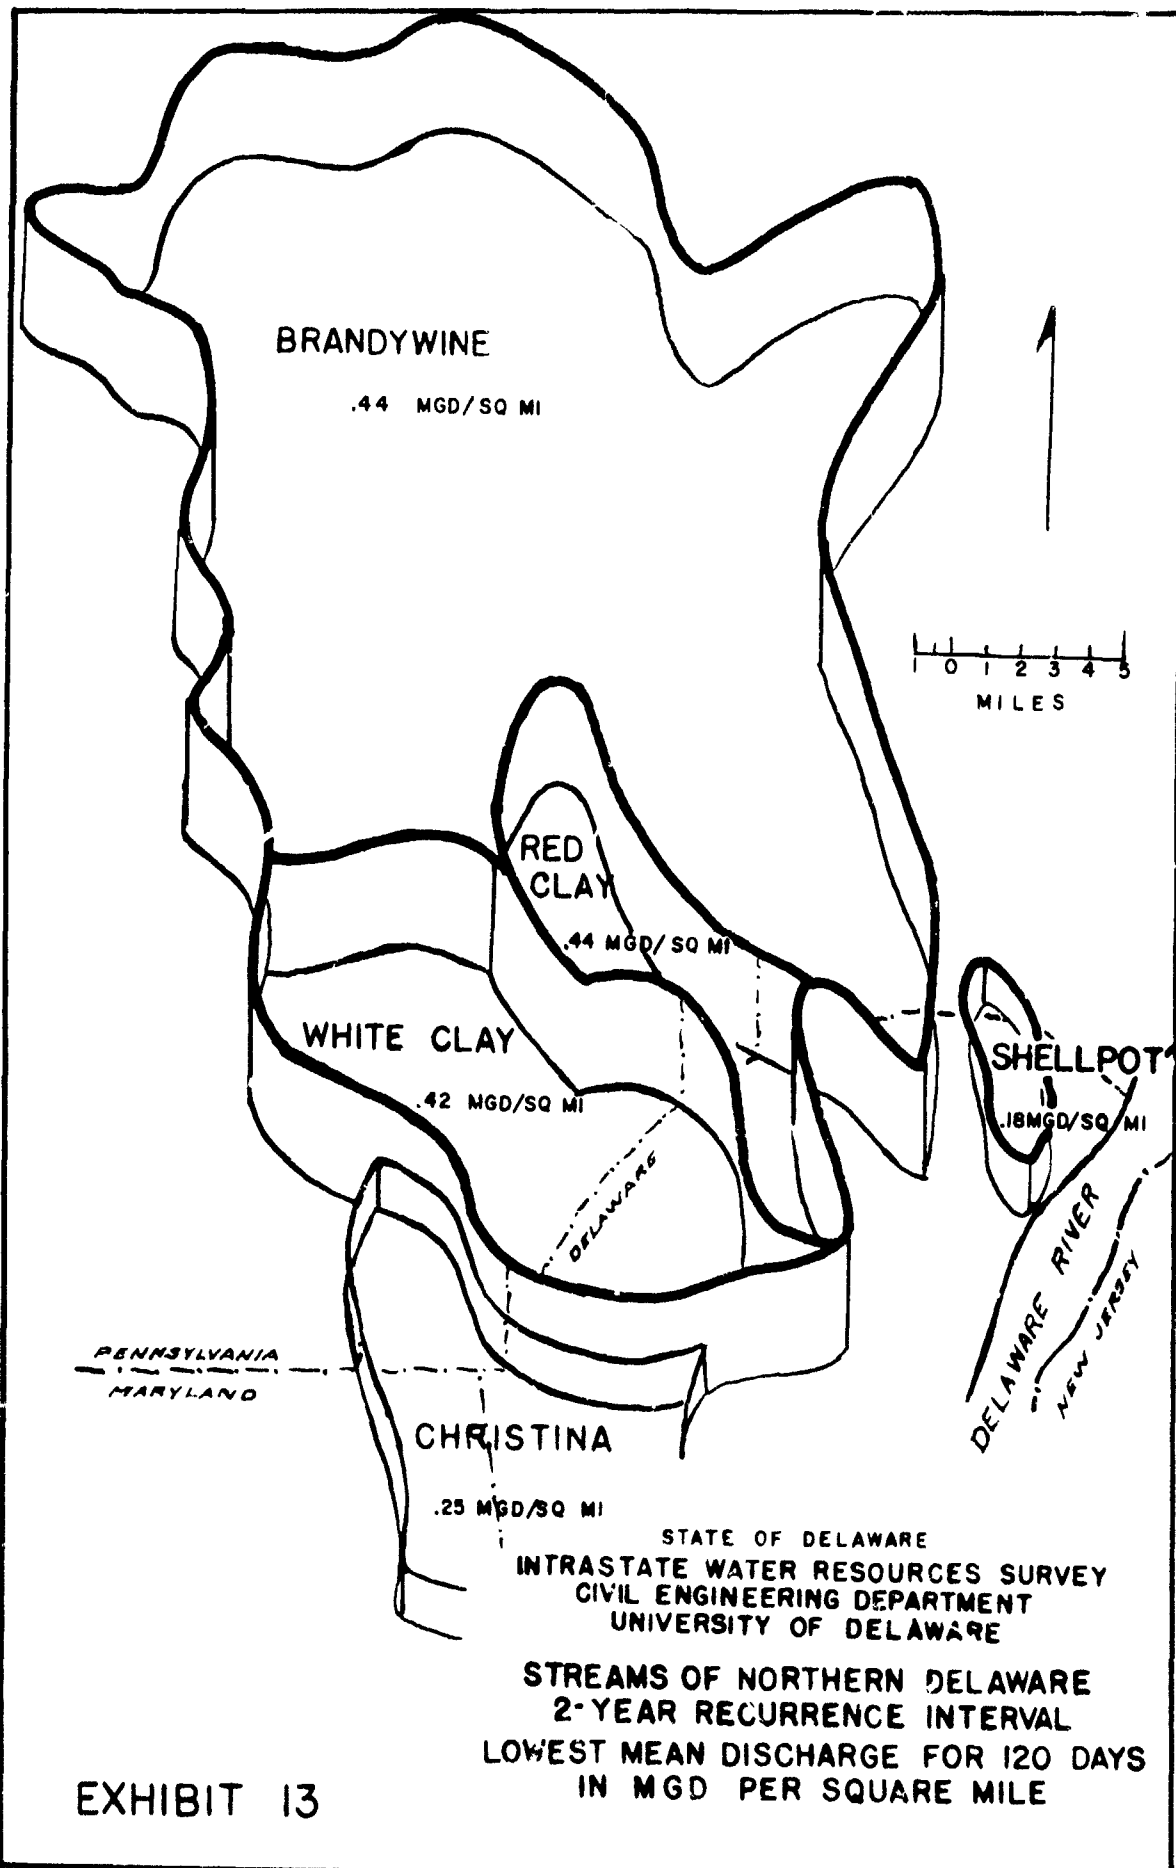 BRANDYWINE
.44 MGD/SQ MI
1 0 1 2 3 4 5
MILES
RED
CLAY
.44 MGD/SQ MI
WHITE CLAY
.42 MGD/SQ MI
SHELLPOT
.18MGD/SQ/MI
DELAWARE
DELAWARE RIVER
NEW JERSEY
PENNSYLVANIA
MARYLAND
CHRISTINA
.25 MGD/SQ MI
STATE OF DELAWARE
INTRASTATE WATER RESOURCES SURVEY
CIVIL ENGINEERING DEPARTMENT
UNIVERSITY OF DELAWARE
STREAMS OF NORTHERN DELAWARE
2-YEAR RECURRENCE INTERVAL
LOWEST MEAN DISCHARGE FOR 120 DAYS
IN MGD PER SQUARE MILE
EXHIBIT 13